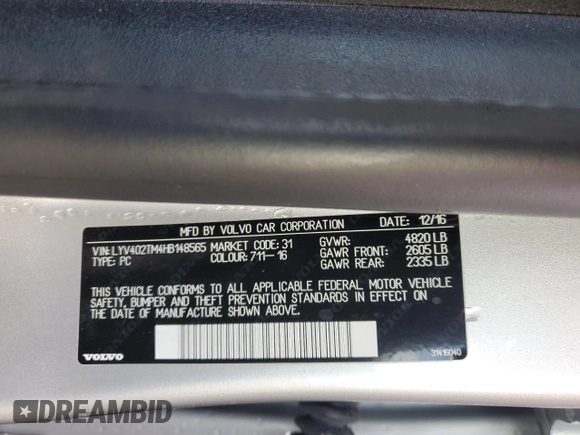 MFD BY VOLVO CAR CORPORATION DATE: 12/16
VIN: LYV402TM4HB148565 MARKET CODE: 31 GVWR: 4820 LB
TYPE: PC COLOUR: 711-16 GAWR FRONT: 2605 LB
GAWR REAR: 2335 LB
THIS VEHICLE CONFORMS TO ALL APPLICABLE FEDERAL MOTOR VEHICLE
SAFETY, BUMPER AND THEFT PREVENTION STANDARDS IN EFFECT ON
THE DATE OF MANUFACTURE SHOWN ABOVE.
VOLVO 31416040
DREAMBID